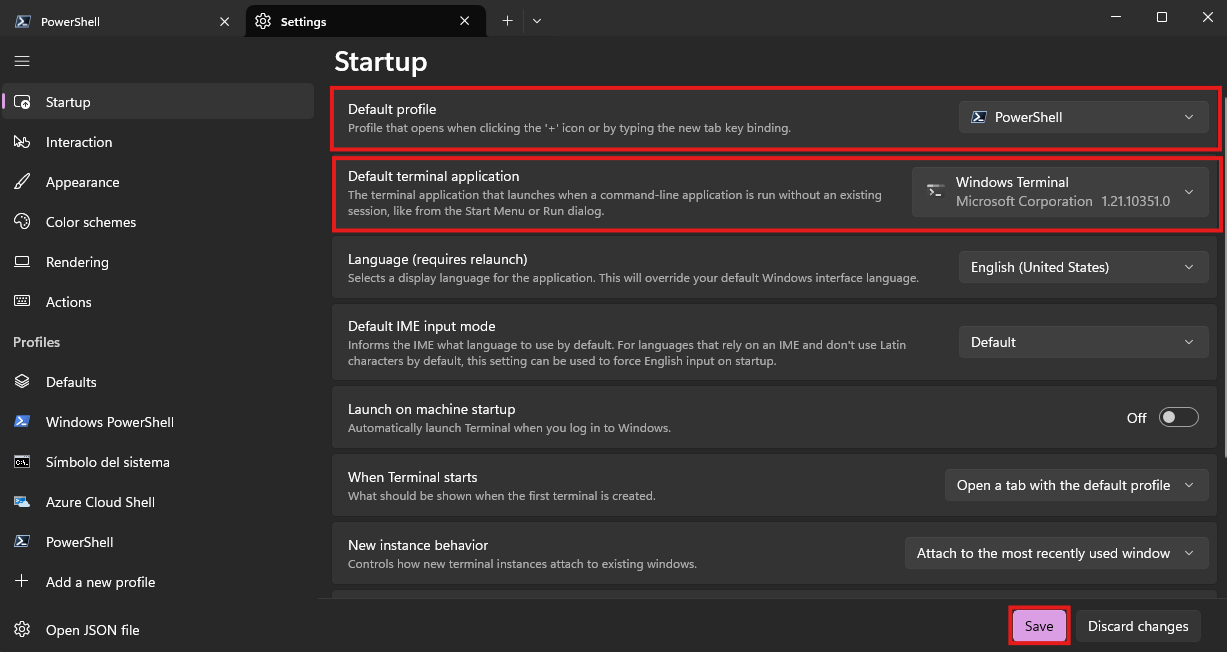 PowerShell
Settings
Startup
Interaction
Appearance
Color schemes
Rendering
Actions
Profiles
Defaults
Windows PowerShell
Símbolo del sistema
Azure Cloud Shell
PowerShell
Add a new profile
Open JSON file
Startup
Default profile
Profile that opens when clicking the '+' icon or by typing the new tab key binding.
PowerShell
Default terminal application
The terminal application that launches when a command-line application is run without an existing
session, like from the Start Menu or Run dialog.
Windows Terminal
Microsoft Corporation 1.21.10351.0
Language (requires relaunch)
Selects a display language for the application. This will override your default Windows interface language.
English (United States)
Default IME input mode
Informs the IME what language to use by default. For languages that rely on an IME and don't use Latin
characters by default, this setting can be used to force English input on startup.
Default
Launch on machine startup
Automatically launch Terminal when you log in to Windows.
Off
When Terminal starts
What should be shown when the first terminal is created.
Open a tab with the default profile
New instance behavior
Controls how new terminal instances attach to existing windows.
Attach to the most recently used window
Save
Discard changes